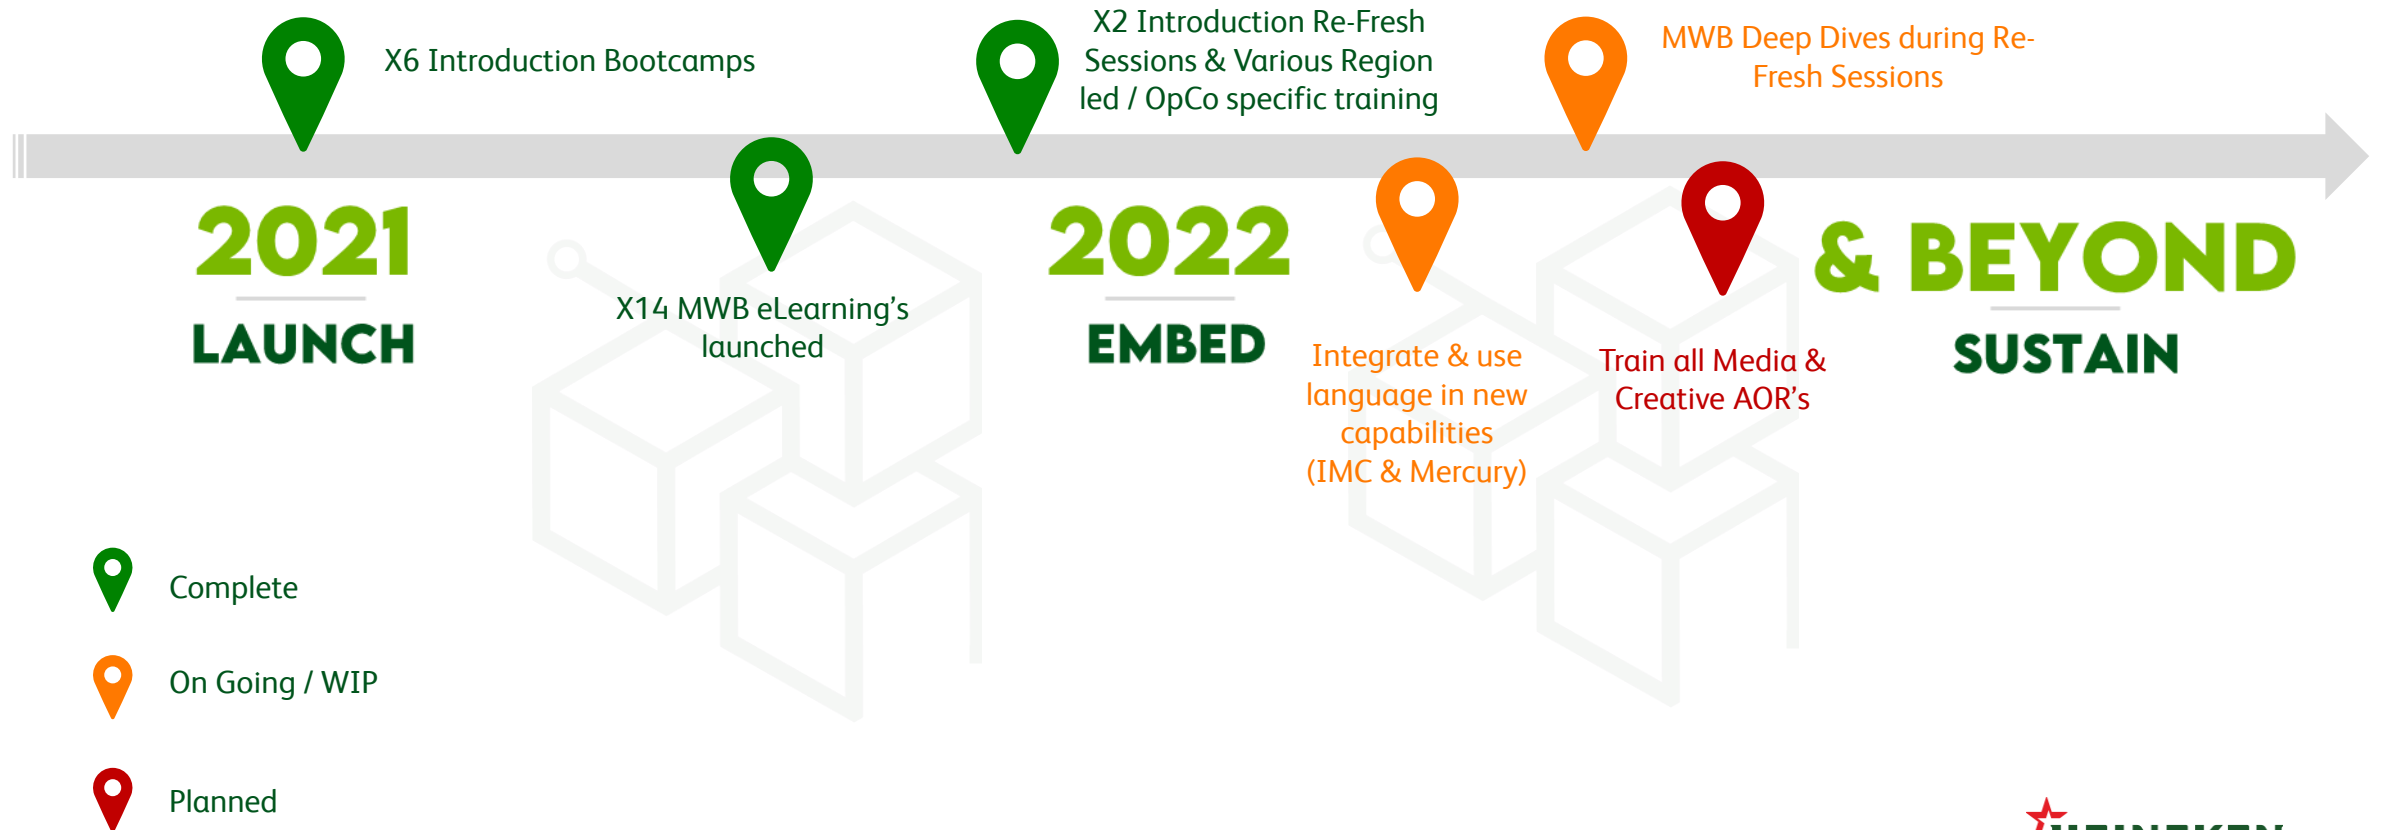 X6 Introduction Bootcamps
X2 Introduction Re-Fresh
Sessions & Various Region
led / OpCo specific training
MWB Deep Dives during Re-
Fresh Sessions
2021
LAUNCH
X14 MWB eLearning's
launched
2022
EMBED
Integrate & use
language in new
capabilities
(IMC & Mercury)
Train all Media &
Creative AOR's
& BEYOND
SUSTAIN
Complete
On Going / WIP
Planned
HEINEKEN